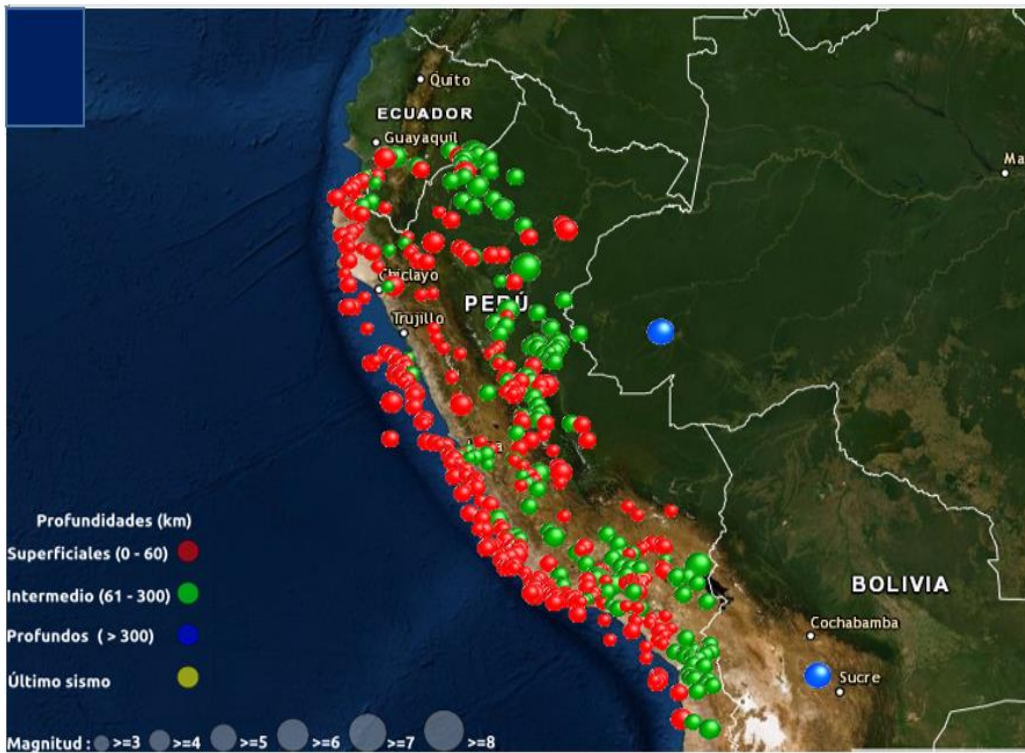 Quito
ECUADOR
Guayaquil
Ma
Chiclayo
PERÚ
Trujillo
BOLIVIA
Cochabamba
Sucre
Profundidades (km)
Superficiales (0 - 60)
Intermedio (61 - 300)
Profundos ( > 300)
Último sismo
Magnitud : >=3 >=4 >=5 >=6 >=7 >=8